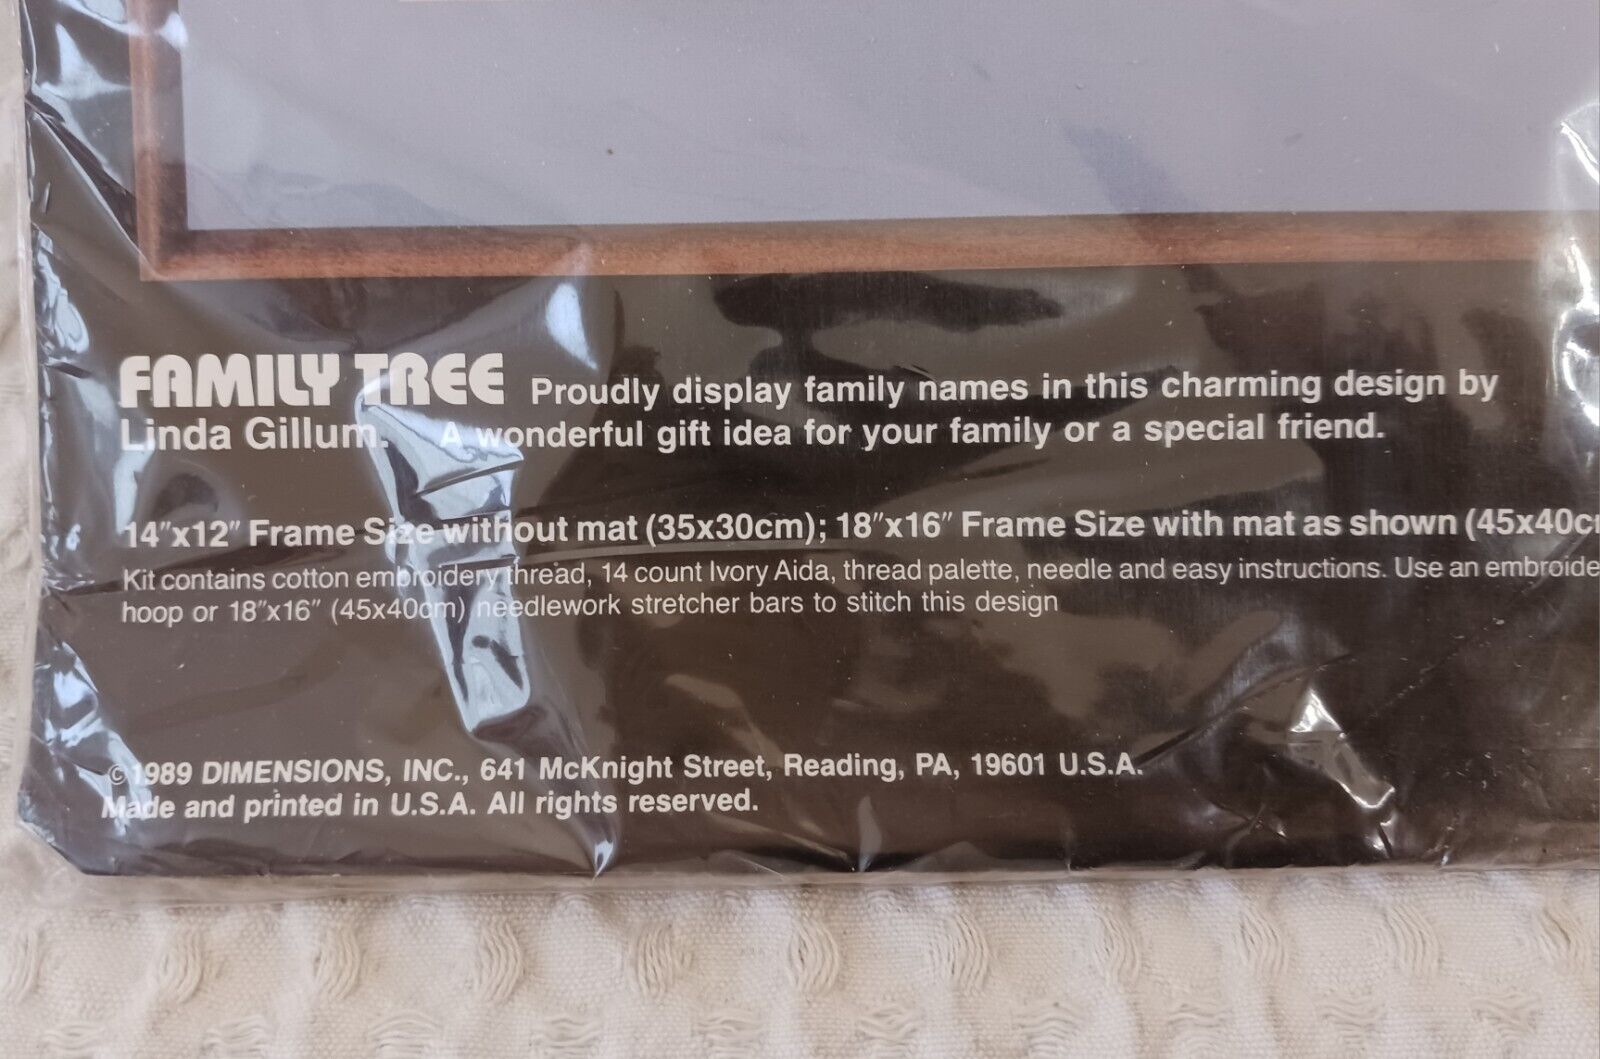 FAMILY TREE Proudly display family names in this charming design by
Linda Gillum. A wonderful gift idea for your family or a special friend.
14"x12" Frame Size without mat (35x30cm); 18"x16" Frame Size with mat as shown (45x40c
Kit contains cotton embroidery thread, 14 count Ivory Aida, thread palette, needle and easy instructions. Use an embroide
hoop or 18"x16" (45x40cm) needlework stretcher bars to stitch this design
©1989 DIMENSIONS, INC., 641 McKnight Street, Reading, PA, 19601 U.S.A.
Made and printed in U.S.A. All rights reserved.